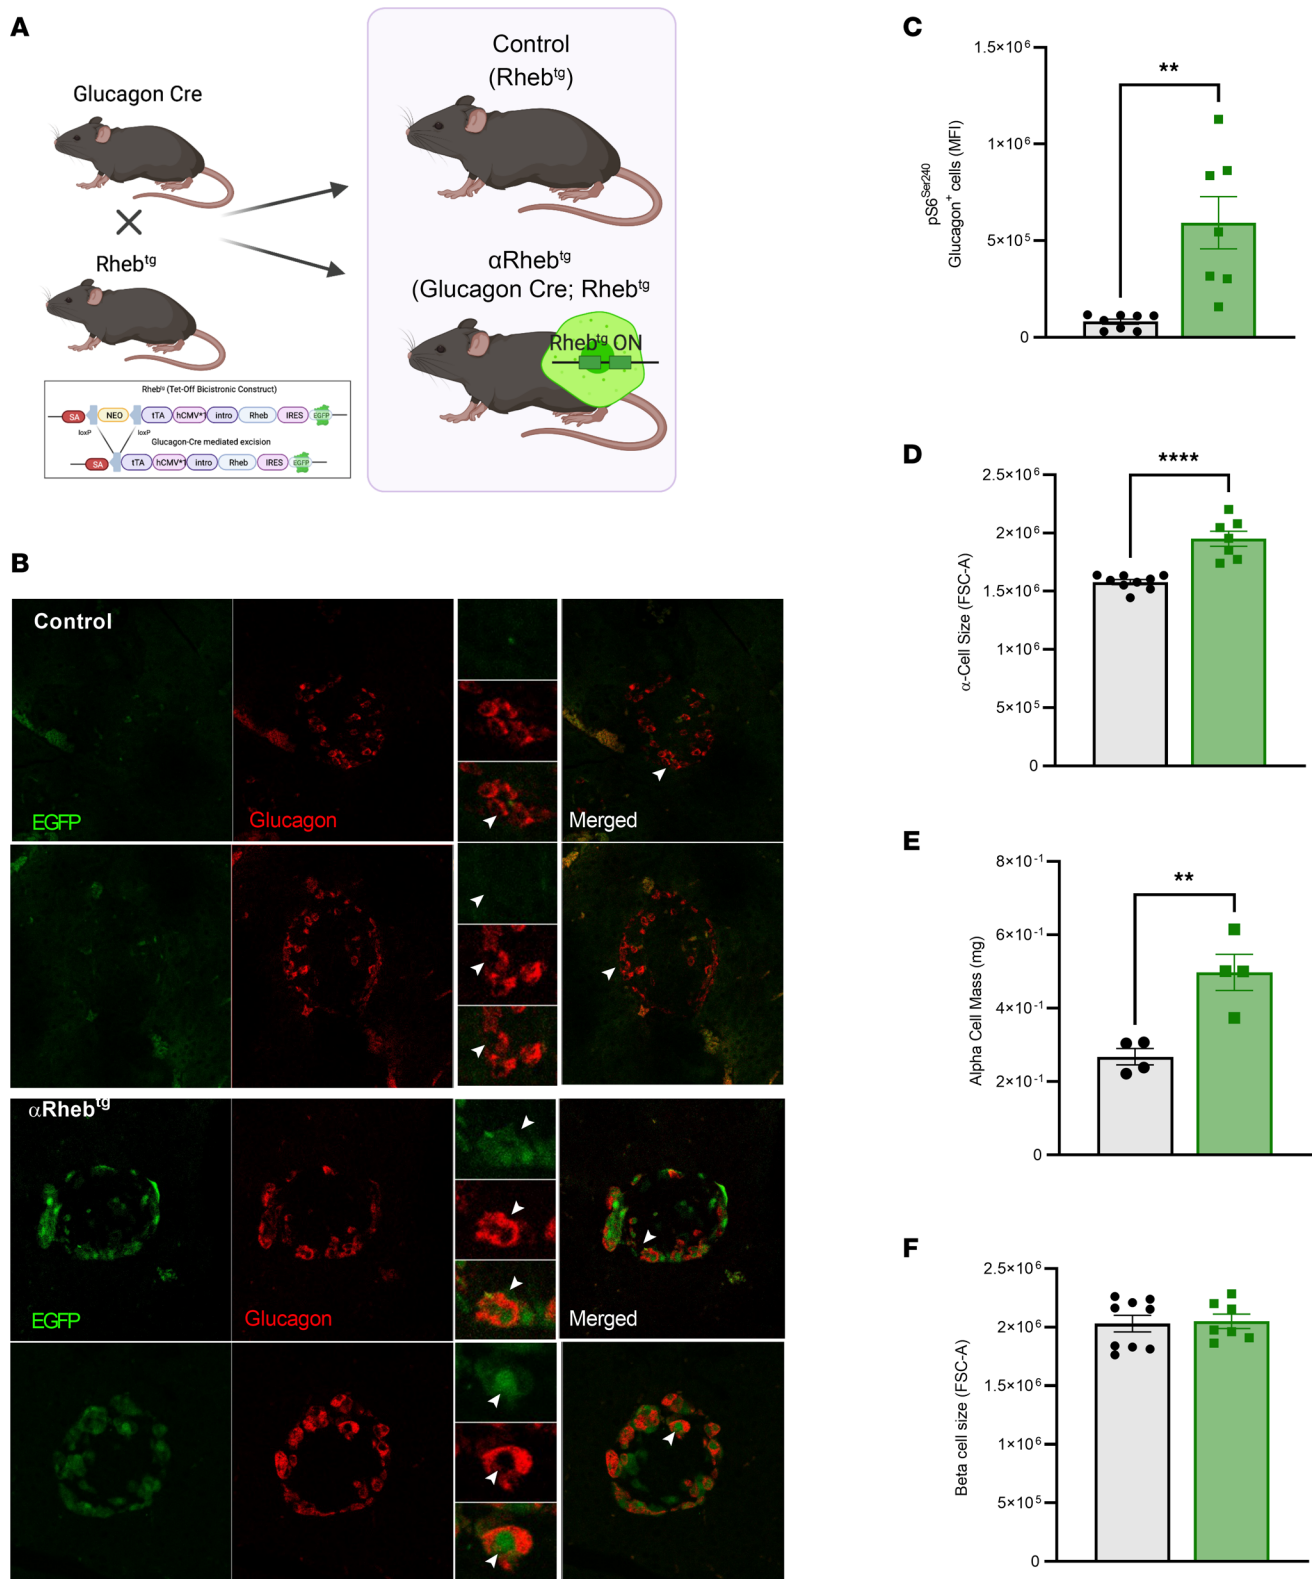 A
Glucagon Cre
Rheb^tg
Rheb^tg (Tet-Off Bicistronic Construct)
SA NEO tTA hCMV*1 intro Rheb IRES EGFP
loxP loxP
Glucagon-Cre mediated excision
SA tTA hCMV*1 intro Rheb IRES EGFP
Control
(Rheb^tg)
αRheb^tg
(Glucagon Cre; Rheb^tg
Rheb^tg ON
B
Control
EGFP Glucagon Merged
αRheb^tg
EGFP Glucagon Merged
C
pS6^Ser240
Glucagon^+ cells (MFI)
1.5×10^6
1×10^6
5×10^5
0
**
D
α-Cell Size (FSC-A)
2.5×10^6
2×10^6
1.5×10^6
1×10^6
5×10^5
0
****
E
Alpha Cell Mass (mg)
8×10^-1
6×10^-1
4×10^-1
2×10^-1
0
**
F
Beta cell size (FSC-A)
2.5×10^6
2×10^6
1.5×10^6
1×10^6
5×10^5
0